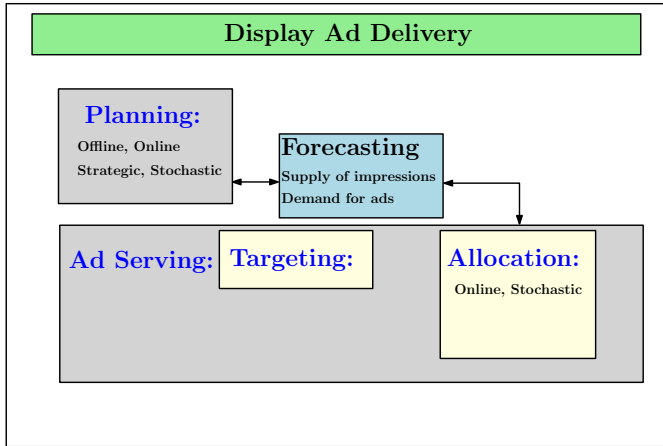 Display Ad Delivery
Planning:
Offline, Online
Strategic, Stochastic
Forecasting
Supply of impressions
Demand for ads
Ad Serving:
Targeting:
Allocation:
Online, Stochastic